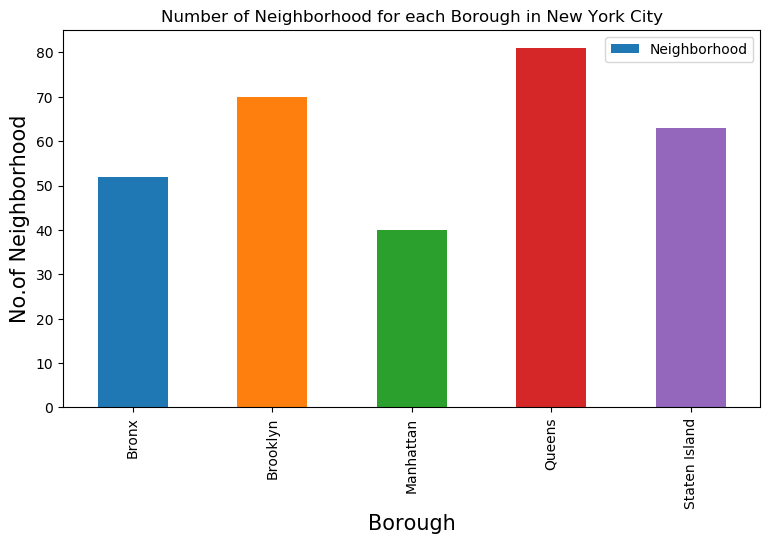 Number of Neighborhood for each Borough in New York City
Neighborhood
No.of Neighborhood
80
70
60
50
40
30
20
10
0
Bronx
Brooklyn
Manhattan
Queens
Staten Island
Borough